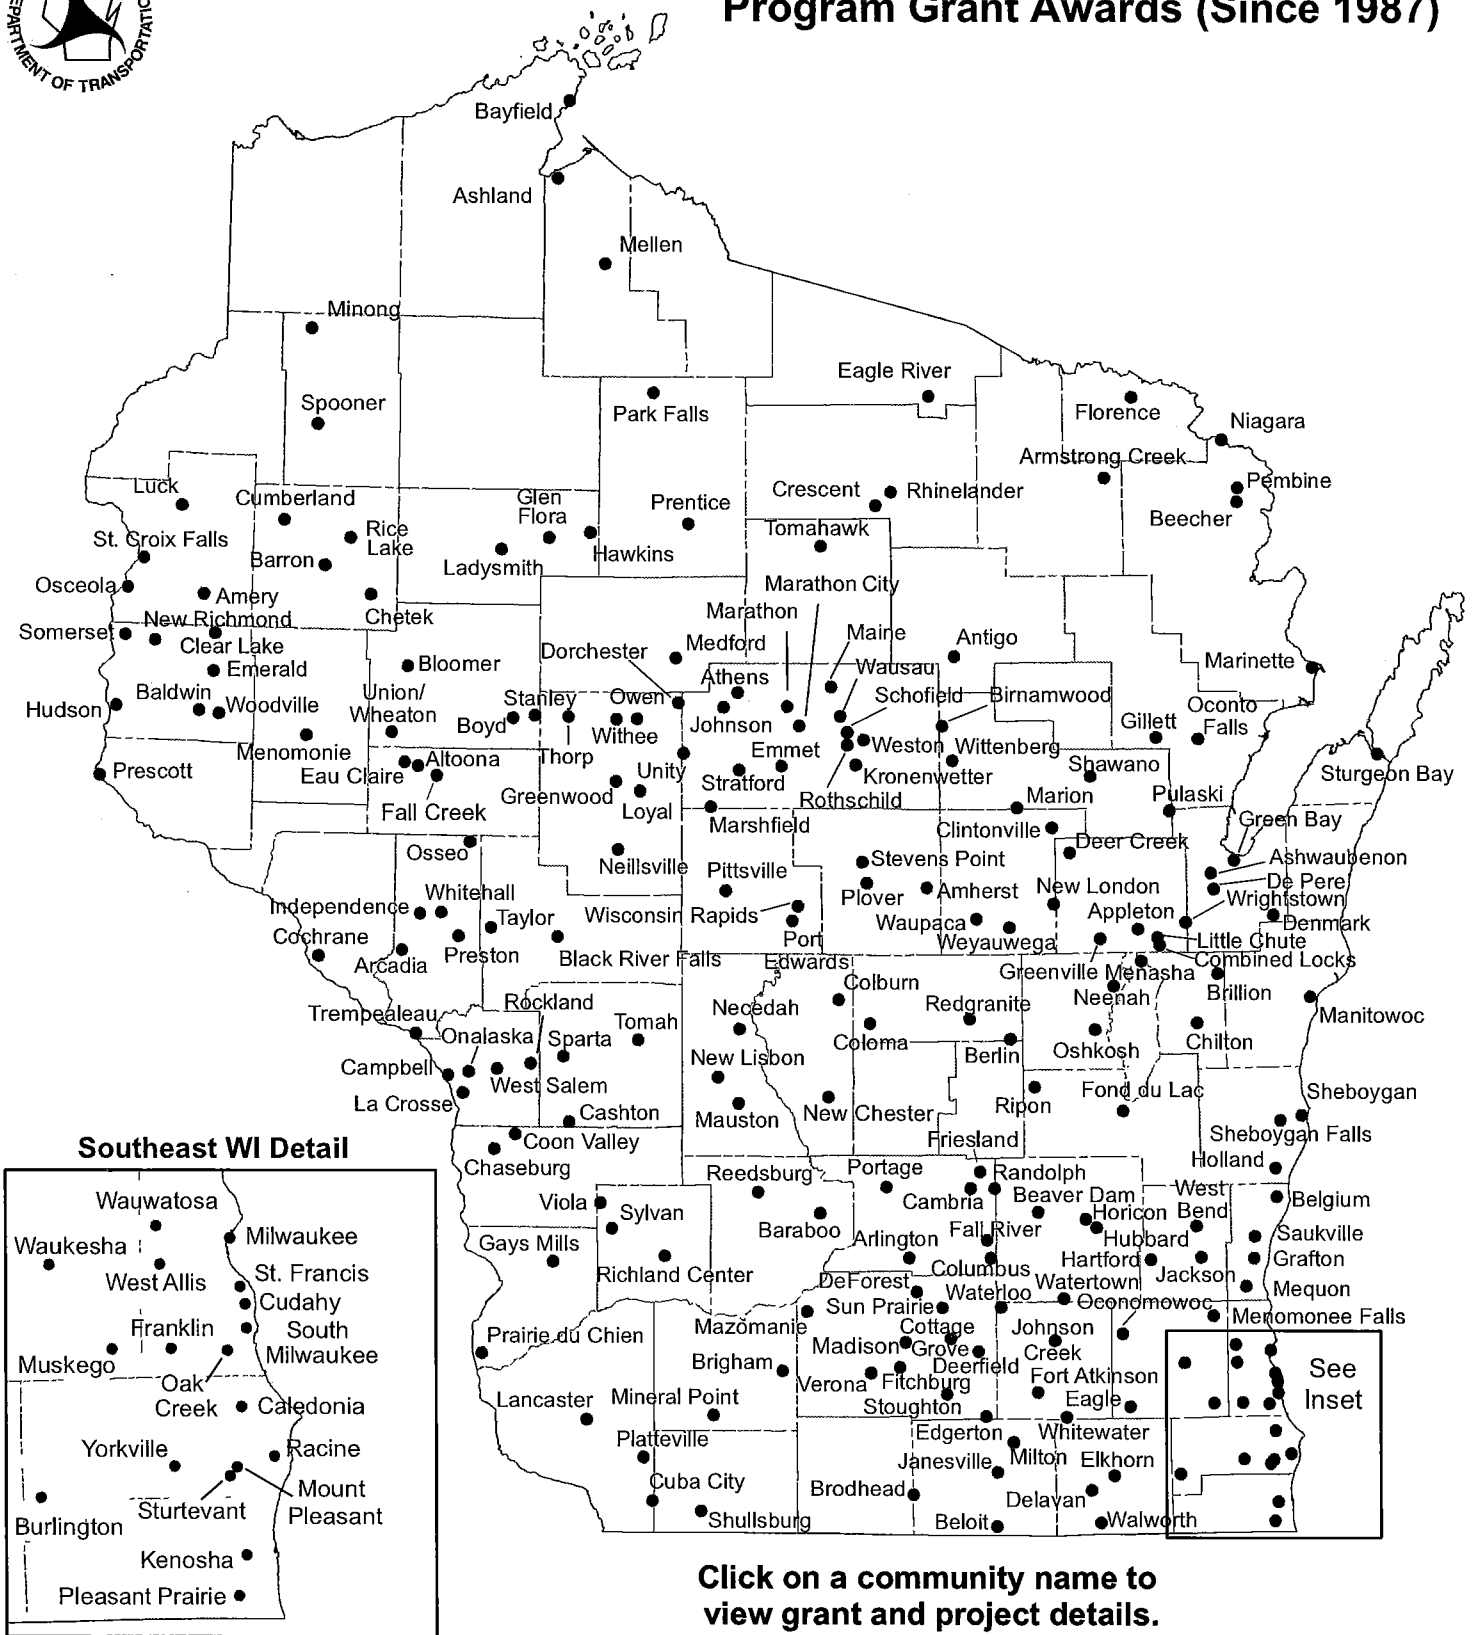 Program Grant Awards (Since 1987)
DEPARTMENT OF TRANSPORTATION
Bayfield
Ashland
Mellen
Minong
Eagle River
Spooner
Park Falls
Florence
Niagara
Armstrong Creek
Luck
Cumberland
Glen
Flora
Prentice
Crescent
Rhinelander
Pembine
Beecher
St. Croix Falls
Rice
Lake
Barron
Ladysmith
Hawkins
Tomahawk
Osceola
Amery
Chetek
Marathon City
Marathon
New Richmond
Somerset
Clear Lake
Emerald
Bloomer
Dorchester
Medford
Maine
Antigo
Wausau
Marinette
Athens
Baldwin
Woodville
Hudson
Union/
Wheaton
Stanley
Owen
Schofield
Birnamwood
Oconto
Falls
Gillett
Boyd
Withee
Johnson
Menomonie
Thorp
Emmet
Weston
Wittenberg
Prescott
Eau Claire
Altoona
Unity
Stratford
Kronenwetter
Shawano
Sturgeon Bay
Fall Creek
Greenwood
Loyal
Rothschild
Marion
Pulaski
Marshfield
Clintonville
Green Bay
Osseo
Neillsville
Pittsville
Stevens Point
Deer Creek
Ashwaubenon
De Pere
Whitehall
Plover
Amherst
New London
Wrightstown
Independence
Taylor
Wisconsin Rapids
Waupaca
Appleton
Denmark
Cochrane
Arcadia
Preston
Black River Falls
Port
Edwards
Weyauwega
Little Chute
Combined Locks
Greenville
Menasha
Rockland
Necedah
Colburn
Redgranite
Neenah
Brillion
Trempealeau
Onalaska
Sparta
Tomah
Coloma
Berlin
Oshkosh
Chilton
Manitowoc
Campbell
West Salem
New Lisbon
La Crosse
Cashton
Mauston
New Chester
Ripon
Fond du Lac
Sheboygan
Coon Valley
Friesland
Sheboygan Falls
Chaseburg
Reedsburg
Portage
Randolph
Holland
Viola
Sylvan
Cambria
Beaver Dam
West
Bend
Belgium
Baraboo
Horicon
Gays Mills
Arlington
Fall River
Hubbard
Saukville
Richland Center
Columbus
Hartford
Jackson
Grafton
DeForest
Waterloo
Watertown
Mequon
Sun Prairie
Oconomowoc
Menomonee Falls
Prairie du Chien
Mazomanie
Cottage
Grove
Johnson
Creek
Madison
Deerfield
Brigham
Verona
Fitchburg
Fort Atkinson
See
Inset
Lancaster
Mineral Point
Stoughton
Eagle
Platteville
Edgerton
Whitewater
Janesville
Milton
Elkhorn
Cuba City
Brodhead
Delavan
Shullsburg
Beloit
Walworth
Southeast WI Detail
Wauwatosa
Waukesha
Milwaukee
West Allis
St. Francis
Cudahy
Franklin
South
Milwaukee
Muskego
Oak
Creek
Caledonia
Yorkville
Racine
Sturtevant
Mount
Pleasant
Burlington
Kenosha
Pleasant Prairie
Click on a community name to
view grant and project details.